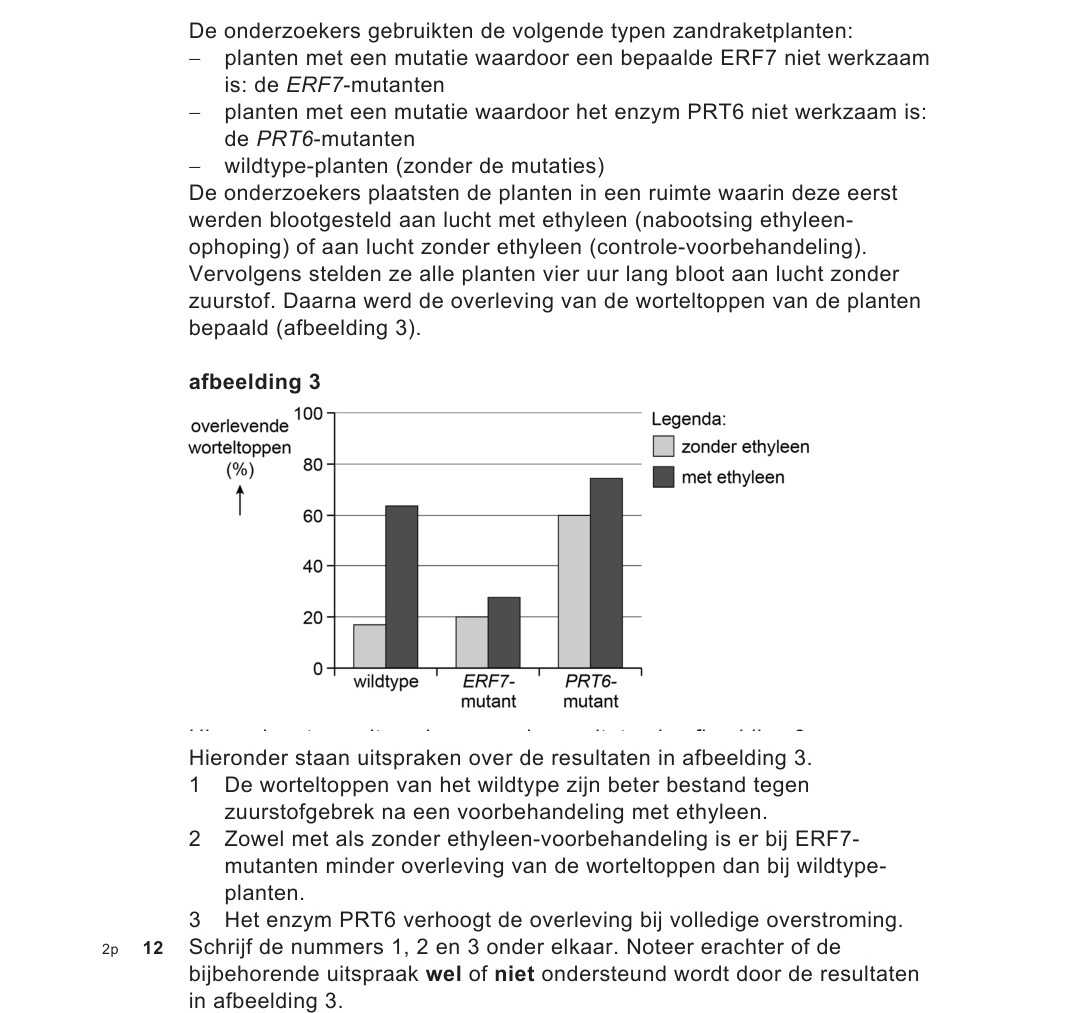 De onderzoekers gebruikten de volgende typen zandraketplanten:
– planten met een mutatie waardoor een bepaalde ERF7 niet werkzaam
is: de ERF7-mutanten
– planten met een mutatie waardoor het enzym PRT6 niet werkzaam is:
de PRT6-mutanten
– wildtype-planten (zonder de mutaties)
De onderzoekers plaatsten de planten in een ruimte waarin deze eerst
werden blootgesteld aan lucht met ethyleen (nabootsing ethyleen-
ophoping) of aan lucht zonder ethyleen (controle-voorbehandeling).
Vervolgens stelden ze alle planten vier uur lang bloot aan lucht zonder
zuurstof. Daarna werd de overleving van de worteltoppen van de planten
bepaald (afbeelding 3).
afbeelding 3
overlevende
worteltoppen
(%)
100
80
60
40
20
0
wildtype
ERF7-
mutant
PRT6-
mutant
Legenda:
zonder ethyleen
met ethyleen
Hieronder staan uitspraken over de resultaten in afbeelding 3.
1 De worteltoppen van het wildtype zijn beter bestand tegen
zuurstofgebrek na een voorbehandeling met ethyleen.
2 Zowel met als zonder ethyleen-voorbehandeling is er bij ERF7-
mutanten minder overleving van de worteltoppen dan bij wildtype-
planten.
3 Het enzym PRT6 verhoogt de overleving bij volledige overstroming.
2p 12 Schrijf de nummers 1, 2 en 3 onder elkaar. Noteer erachter of de
bijbehorende uitspraak wel of niet ondersteund wordt door de resultaten
in afbeelding 3.